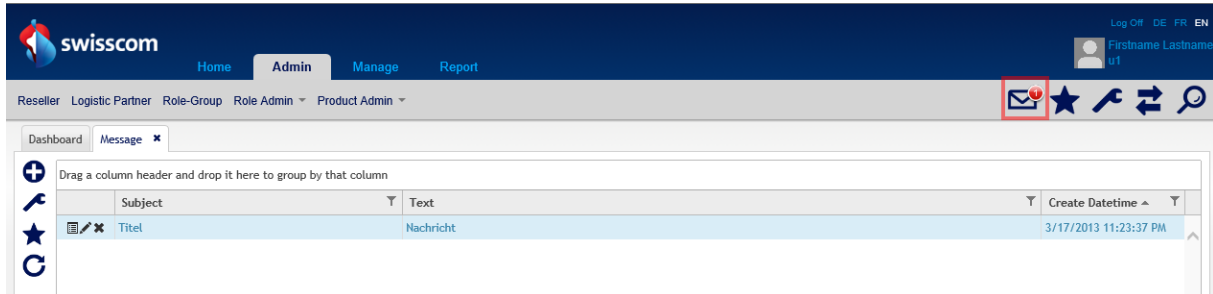 Log Off DE FR EN
swisscom
Firstname Lastname
u1
Home Admin Manage Report
Reseller Logistic Partner Role-Group Role Admin Product Admin
1
Dashboard Message
Drag a column header and drop it here to group by that column
Subject Text Create Datetime
Titel Nachricht 3/17/2013 11:23:37 PM